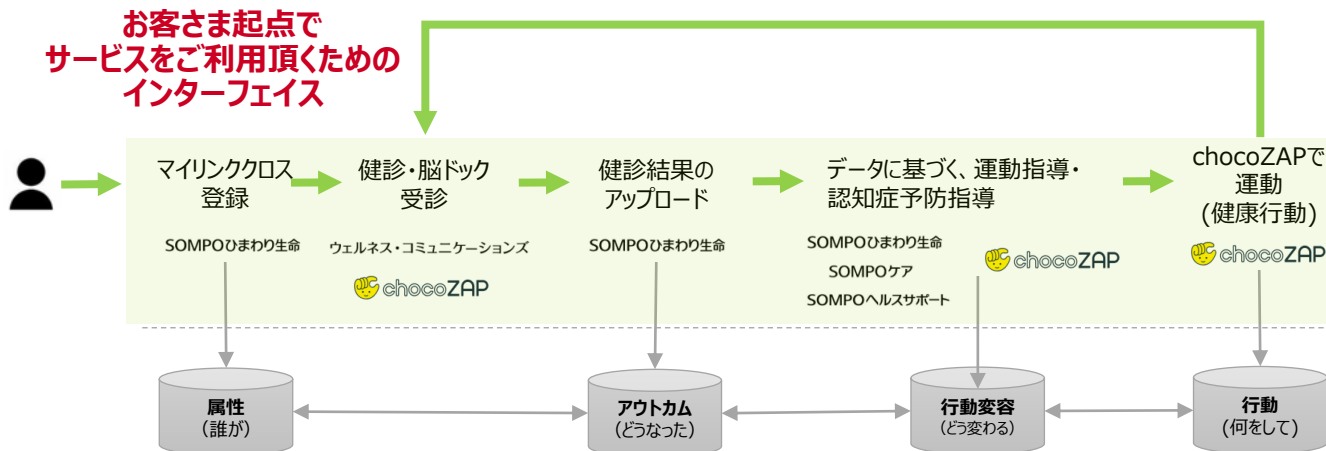 お客さま起点で
サービスをご利用頂くための
インターフェイス
マイリンククロス
登録
SOMPOひまわり生命
健診・脳ドック
受診
ウェルネス・コミュニケーションズ
chocoZAP
健診結果の
アップロード
SOMPOひまわり生命
データに基づく、運動指導・
認知症予防指導
SOMPOひまわり生命
SOMPOケア
SOMPOヘルスサポート
chocoZAP
chocoZAPで
運動
(健康行動)
chocoZAP
属性
(誰が)
アウトカム
(どうなった)
行動変容
(どう変わる)
行動
(何をして)